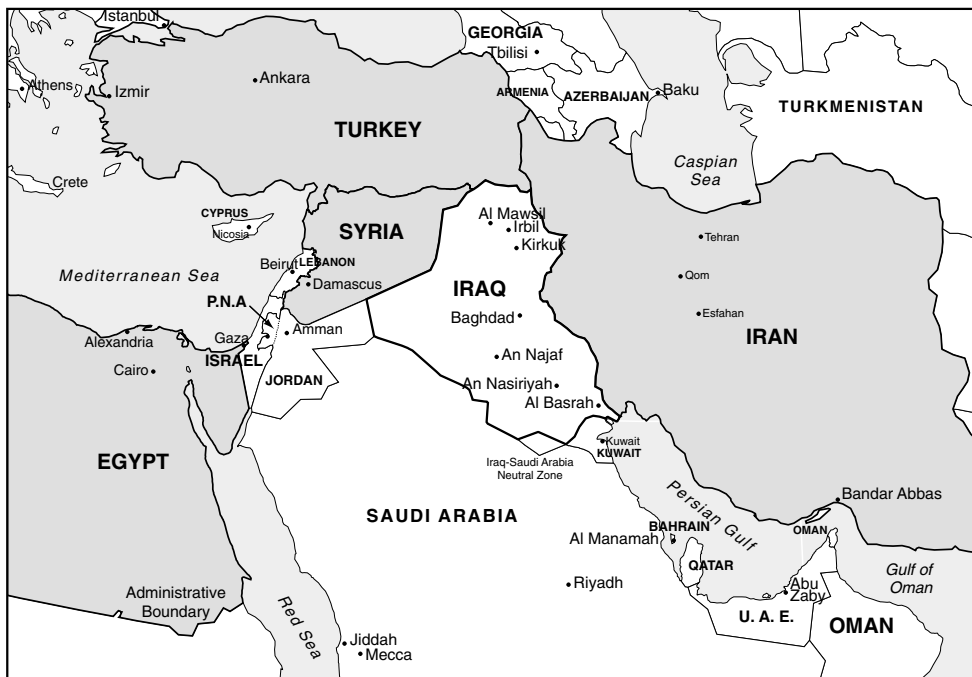 Istanbul
GEORGIA
Tbilisi
Athens
Izmir
Ankara
ARMENIA
AZERBAIJAN
Baku
TURKMENISTAN
TURKEY
Caspian
Sea
Crete
CYPRUS
Nicosia
SYRIA
Al Mawsil
Irbil
Kirkuk
Tehran
Mediterranean Sea
Beirut
LEBANON
Damascus
IRAQ
Qom
P.N.A
Baghdad
Esfahan
IRAN
Alexandria
Gaza
Amman
ISRAEL
Cairo
JORDAN
An Najaf
An Nasiriyah
Al Basrah
Kuwait
KUWAIT
Iraq-Saudi Arabia
Neutral Zone
EGYPT
SAUDI ARABIA
Persian Gulf
Bandar Abbas
BAHRAIN
OMAN
Al Manamah
QATAR
Gulf of
Oman
Riyadh
Abu
Zaby
Administrative
Boundary
Red Sea
U. A. E.
OMAN
Jiddah
Mecca